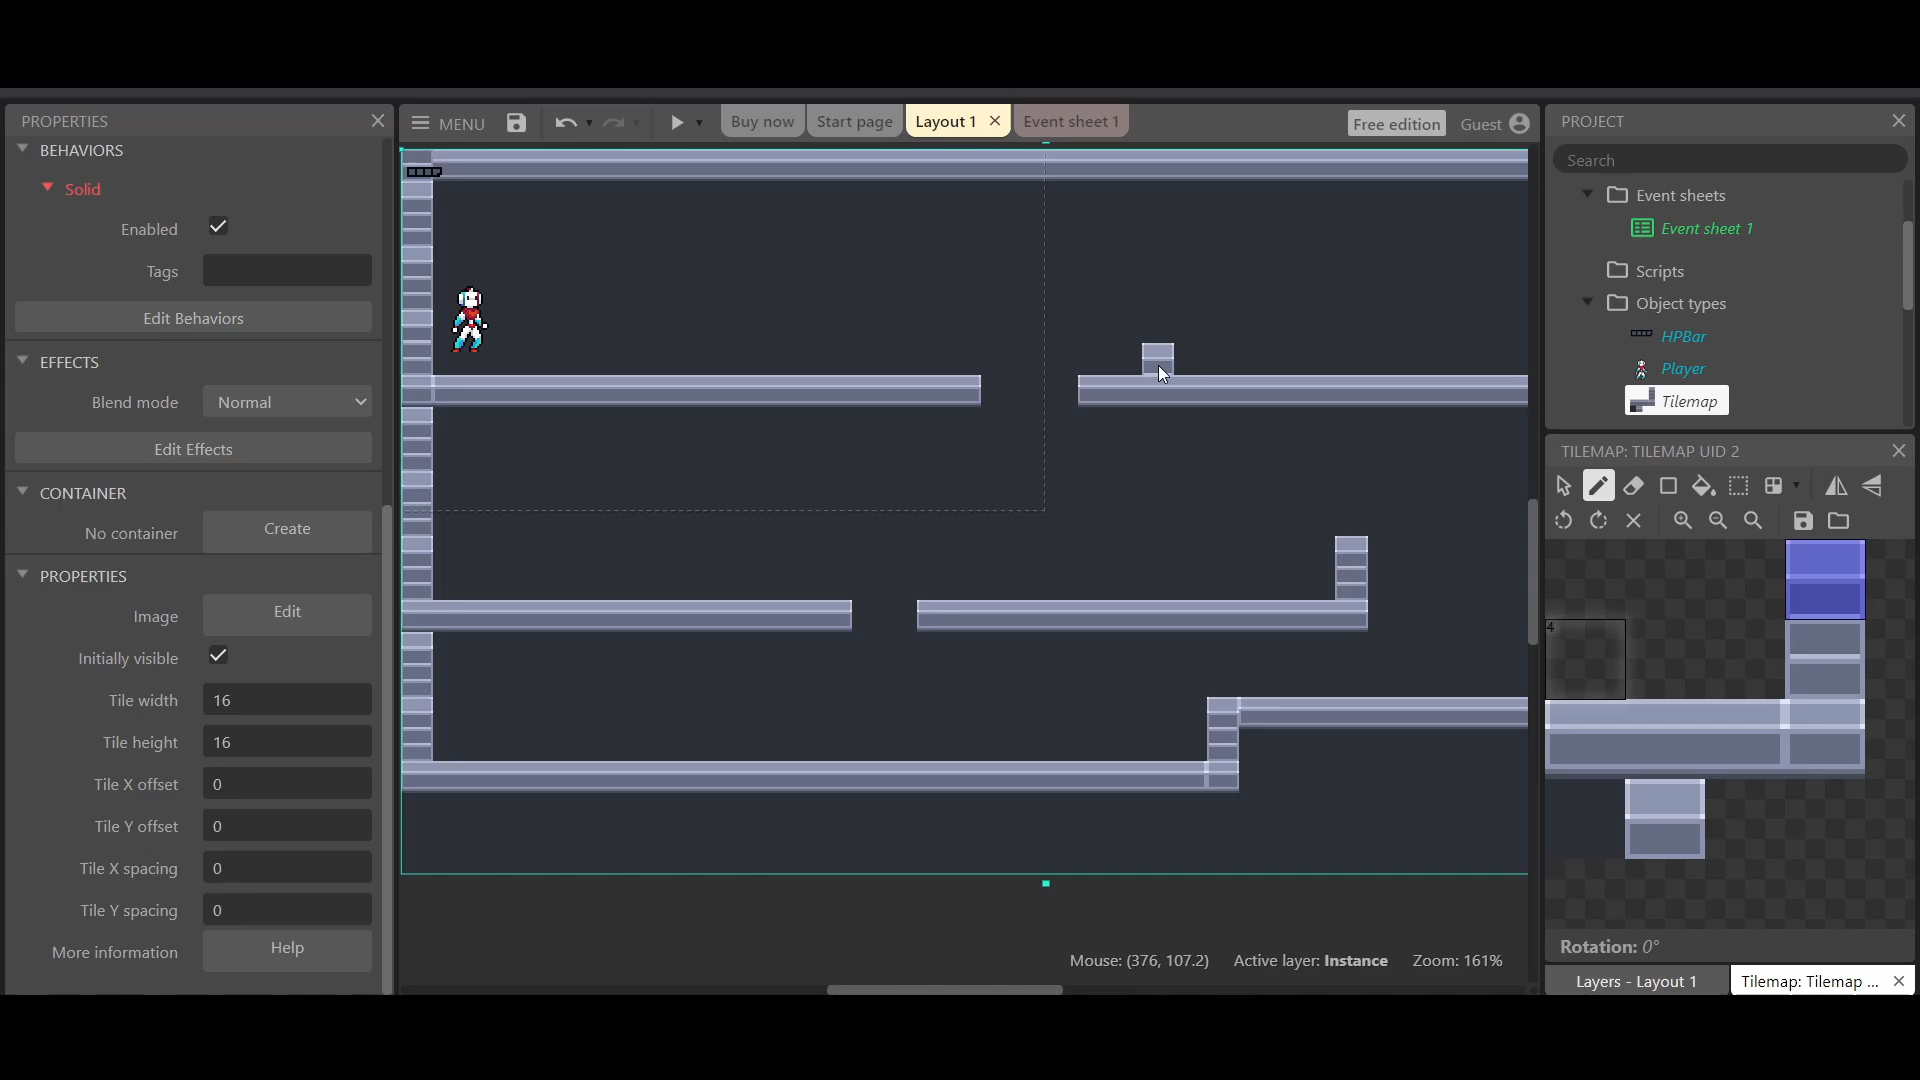 PROPERTIES
BEHAVIORS
Solid
Enabled
Tags
Edit Behaviors
EFFECTS
Blend mode
Normal
Edit Effects
CONTAINER
No container
Create
PROPERTIES
Image
Edit
Initially visible
Tile width
16
Tile height
16
Tile X offset
0
Tile Y offset
0
Tile X spacing
0
Tile Y spacing
0
More information
Help
MENU
Buy now
Start page
Layout 1
Event sheet 1
Free edition
Guest
Mouse: (376, 107.2)
Active layer: Instance
Zoom: 161%
PROJECT
Search
Event sheets
Event sheet 1
Scripts
Object types
HPBar
Player
Tilemap
TILEMAP: TILEMAP UID 2
4
Rotation: 0°
Layers - Layout 1
Tilemap: Tilemap ...